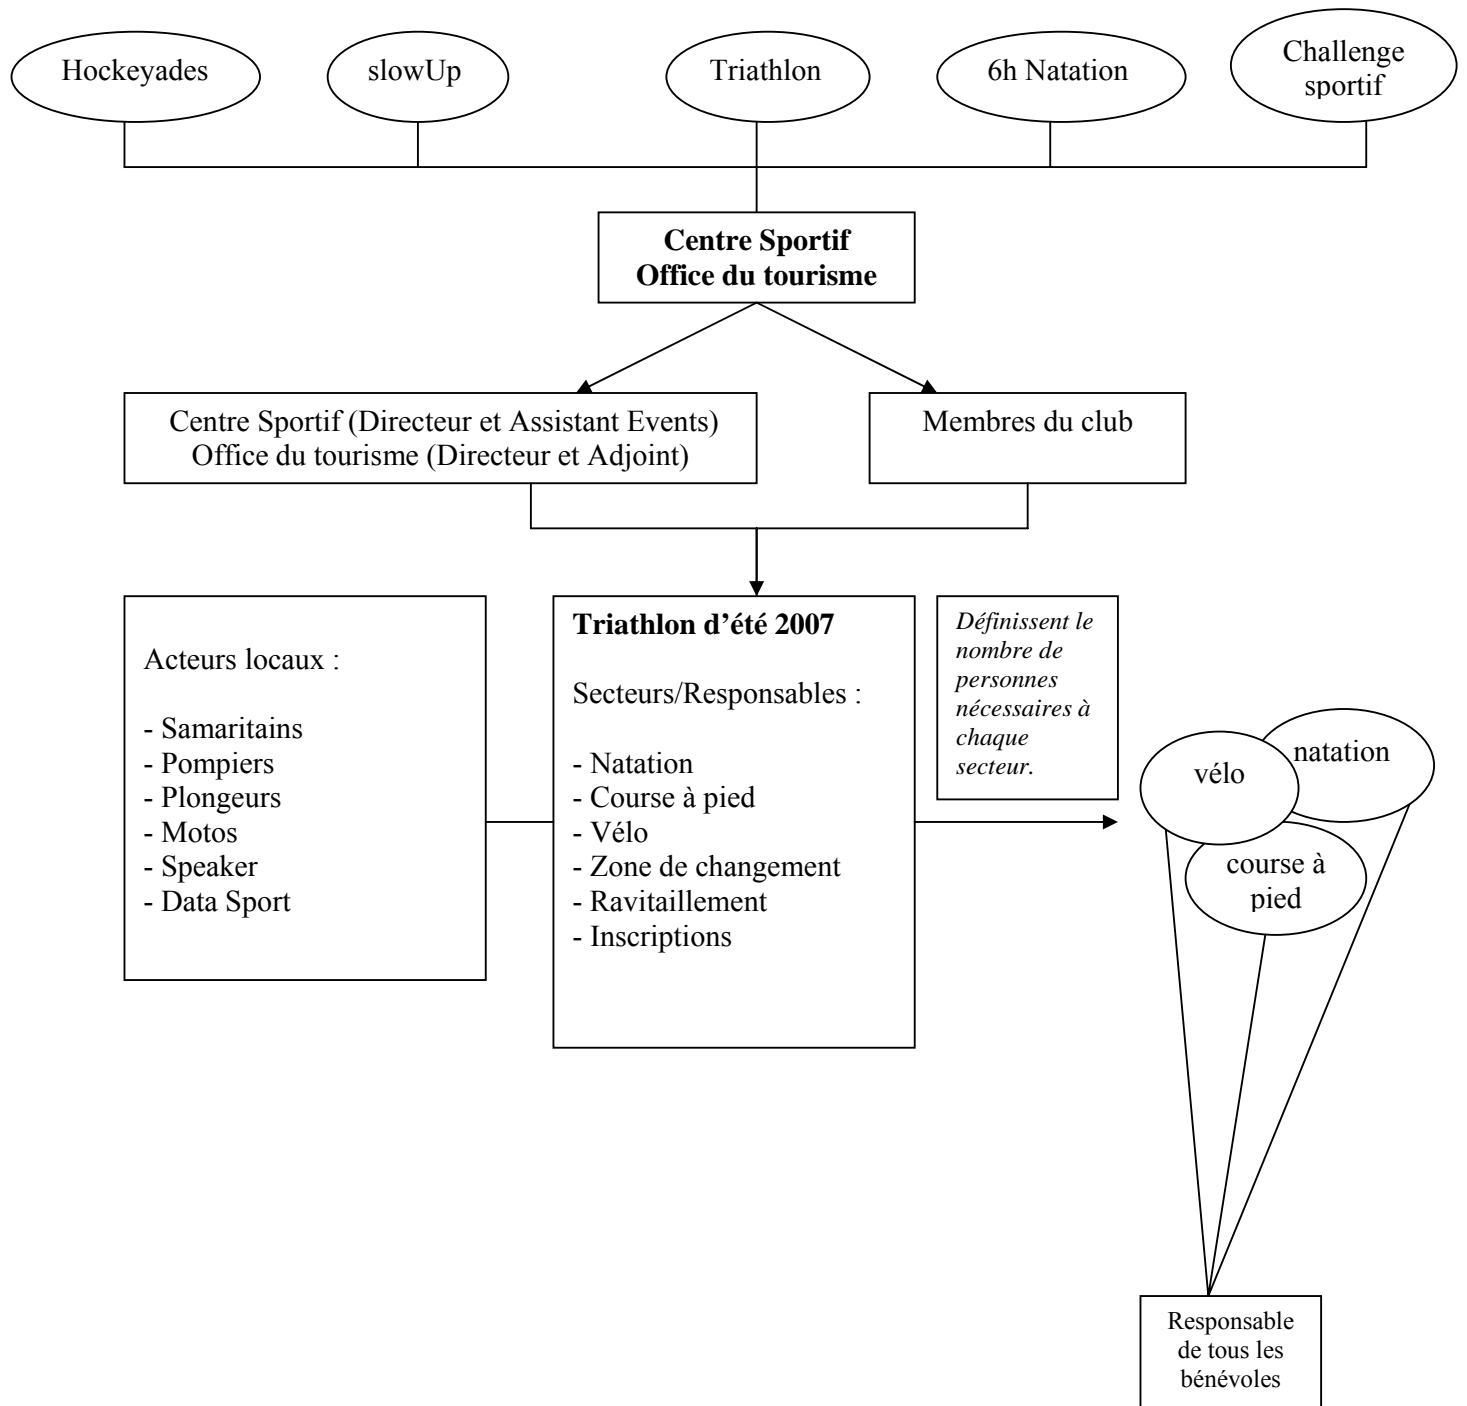 Hockeyades
slowUp
Triathlon
6h Natation
Challenge
sportif
Centre Sportif
Office du tourisme
Centre Sportif (Directeur et Assistant Events)
Office du tourisme (Directeur et Adjoint)
Membres du club
Acteurs locaux :
- Samaritains
- Pompiers
- Plongeurs
- Motos
- Speaker
- Data Sport
Triathlon d’été 2007
Secteurs/Responsables :
- Natation
- Course à pied
- Vélo
- Zone de changement
- Ravitaillement
- Inscriptions
Définissent le
nombre de
personnes
nécessaires à
chaque
secteur.
vélo
natation
course à
pied
Responsable
de tous les
bénévoles